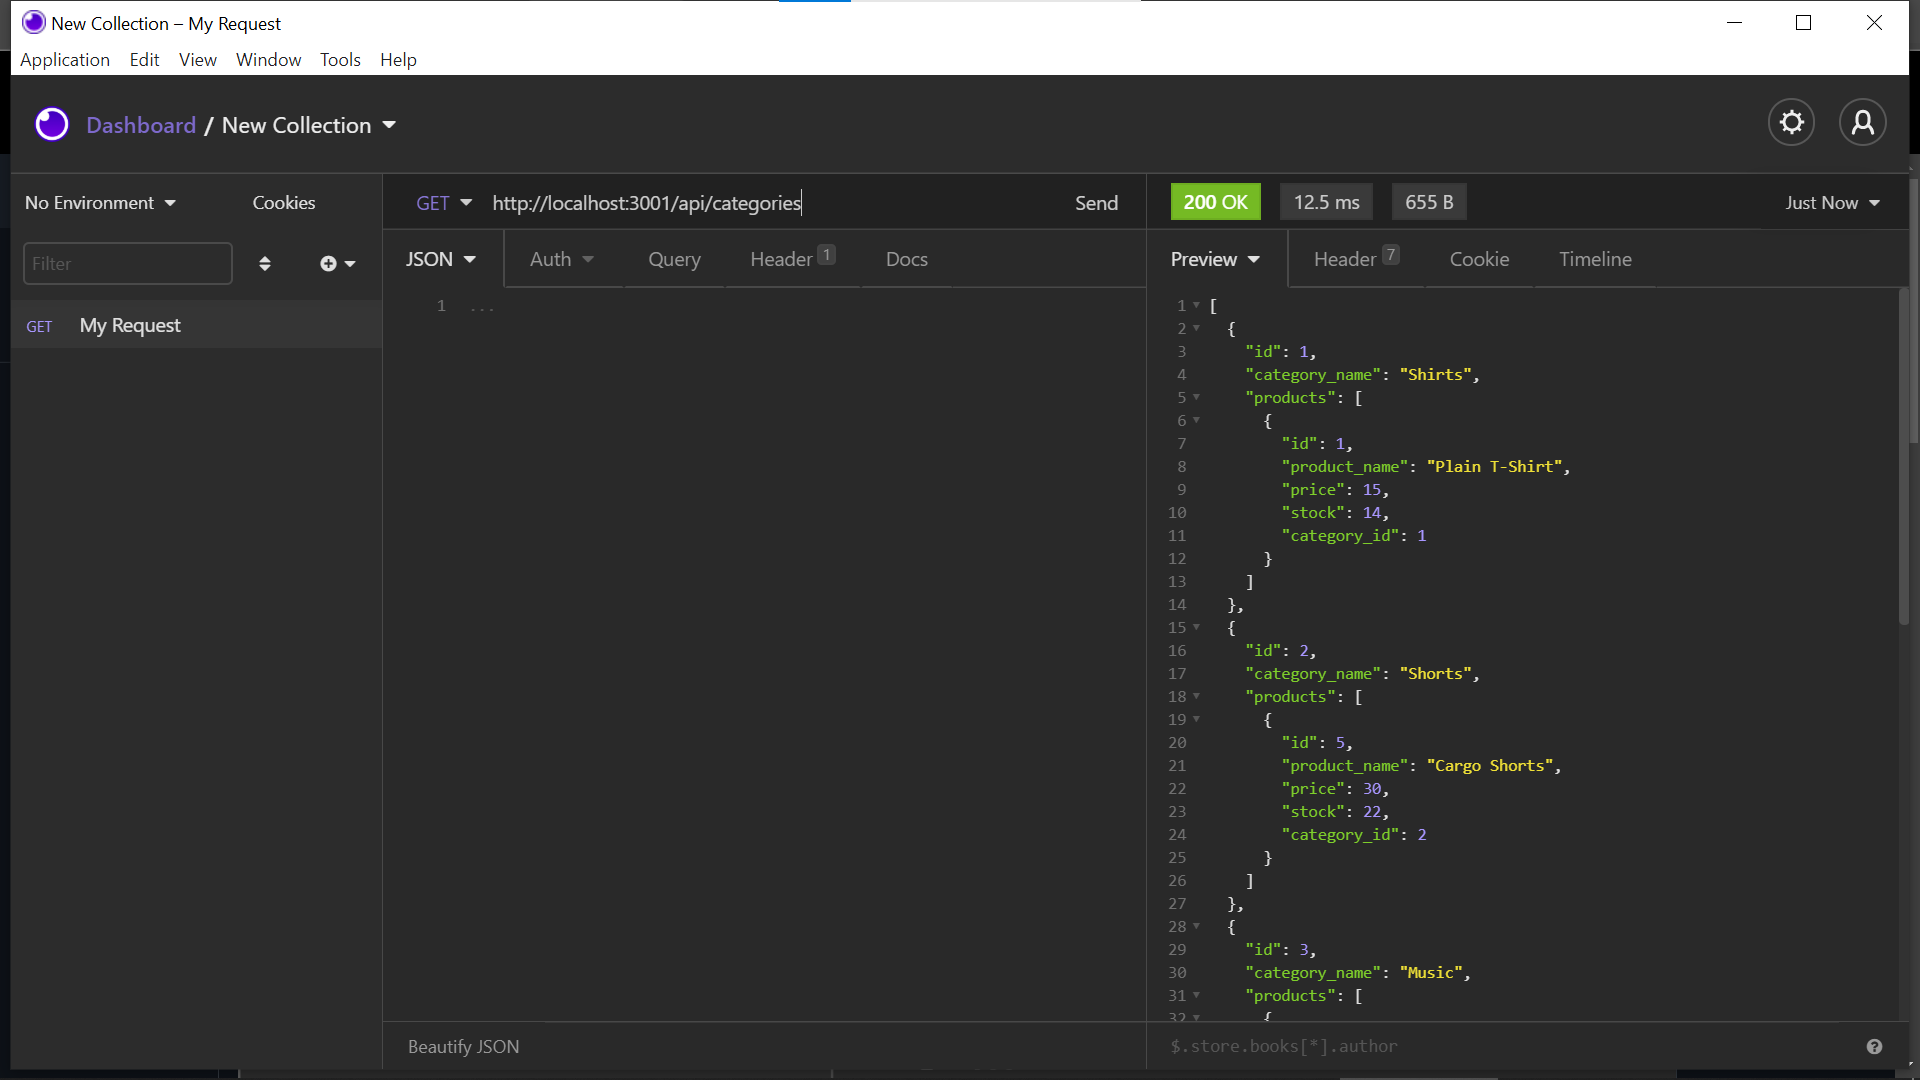 New Collection – My Request
Application Edit View Window Tools Help
Dashboard / New Collection
No Environment Cookies
Filter
GET My Request
GET http://localhost:3001/api/categories Send
JSON Auth Query Header 1 Docs
1 ...
Beautify JSON
200 OK 12.5 ms 655 B Just Now
Preview Header 7 Cookie Timeline
1 [
2 {
3 "id": 1,
4 "category_name": "Shirts",
5 "products": [
6 {
7 "id": 1,
8 "product_name": "Plain T-Shirt",
9 "price": 15,
10 "stock": 14,
11 "category_id": 1
12 }
13 ]
14 },
15 {
16 "id": 2,
17 "category_name": "Shorts",
18 "products": [
19 {
20 "id": 5,
21 "product_name": "Cargo Shorts",
22 "price": 30,
23 "stock": 22,
24 "category_id": 2
25 }
26 ]
27 },
28 {
29 "id": 3,
30 "category_name": "Music",
31 "products": [
32 {
$.store.books[*].author